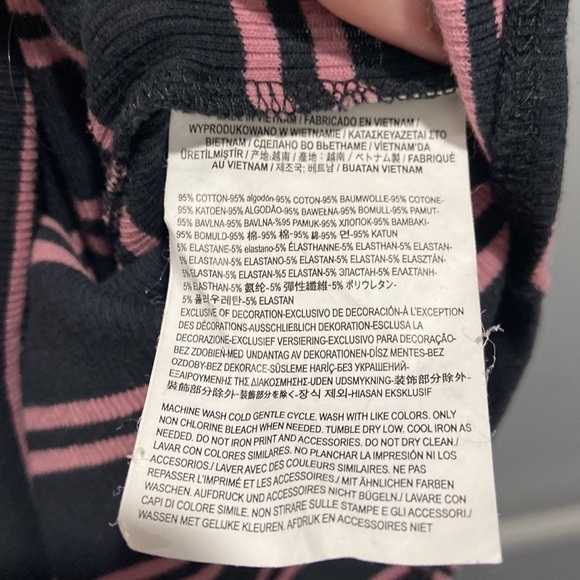 MADE IN VIETNAM / FABRICADO EN VIETNAM /
WYPRODUKOWANO W WIETNAMIE / ΚΑΤΑΣΚΕΥΑΖΕΤΑΙ ΣΤΟ
ΒΙΕΤΝΑΜ / СДЕЛАНО ВО ВЬЕТНАМЕ / VİETNAM'DA
ÜRETİLMİŞTİR / 产地:越南 / 產地：越南 / ベトナム製 / FABRIQUÉ
AU VIETNAM / 제조국: 베트남 / BUATAN VIETNAM
95% COTTON-95% algodón-95% COTON-95% BAUMWOLLE-95% COTONE-
95% KATOEN-95% ALGODÃO-95% BAWEŁNA-95% BOMULL-95% PAMUT-
95% BAVLNA-95% BAVLNA-%95 PAMUK-95% ХЛОПОК-95% ΒΑΜΒΑΚΙ-
95% BOMULD-95% 棉-95% 棉-95% 綿-95% 면-95% KATUN
5% ELASTANE-5% elastano-5% ÉLASTHANNE-5% ELASTHAN-5% ELASTAN-
5% ELASTAAN-5% ELASTANO-5% ELASTAN-5% ELASTAN-5% ELASZTÁN-
5% ELASTAN-5% ELASTAN-%5 ELASTAN-5% ЭЛАСТАН-5% ΕΛΑΣΤΑΝΗ-
5% ELASTHAN-5% 氨纶-5% 彈性纖維-5% ポリウレタン-
5% 폴리우레탄-5% ELASTAN
EXCLUSIVE OF DECORATION-EXCLUSIVO DE DECORACIÓN-À L'EXCEPTION
DES DÉCORATIONS-AUSSCHLIEßLICH DEKORATION-ESCLUSA LA
DECORAZIONE-EXCLUSIEF VERSIERING-EXCLUSIVO PARA DECORAÇÃO-
BEZ ZDOBIEŃ-MED UNDANTAG AV DEKORATIONEN-DÍSZ MENTES-BEZ
OZDOBY-BEZ DEKORACE-SÜSLEME HARİÇ-БЕЗ УКРАШЕНИЙ-
ΕΞΑΙΡΟΥΜΕΝΗΣ ΤΗΣ ΔΙΑΚΟΣΜΗΣΗΣ-UDEN UDSMYKNING-装饰部分除外-
裝飾部分除外-装飾部分を除く-장식 제외-HIASAN EKSKLUSIF
MACHINE WASH COLD GENTLE CYCLE. WASH WITH LIKE COLORS. ONLY
NON CHLORINE BLEACH WHEN NEEDED. TUMBLE DRY LOW. COOL IRON AS
NEEDED. DO NOT IRON PRINT AND ACCESSORIES. DO NOT DRY CLEAN./
LAVAR CON COLORES SIMILARES. NO PLANCHAR LA IMPRESIÓN NI LOS
ACCESORIOS./ LAVER AVEC DES COULEURS SIMILAIRES. NE PAS
REPASSER L'IMPRIMÉ ET LES ACCESSOIRES./ MIT ÄHNLICHEN FARBEN
WASCHEN. AUFDRUCK UND ACCESSOIRES NICHT BÜGELN./ LAVARE CON
CAPI DI COLORE SIMILE. NON STIRARE SULLE STAMPE E GLI ACCESSORI./
WASSEN MET GELIJKE KLEUREN. AFDRUK EN ACCESSOIRES NIET